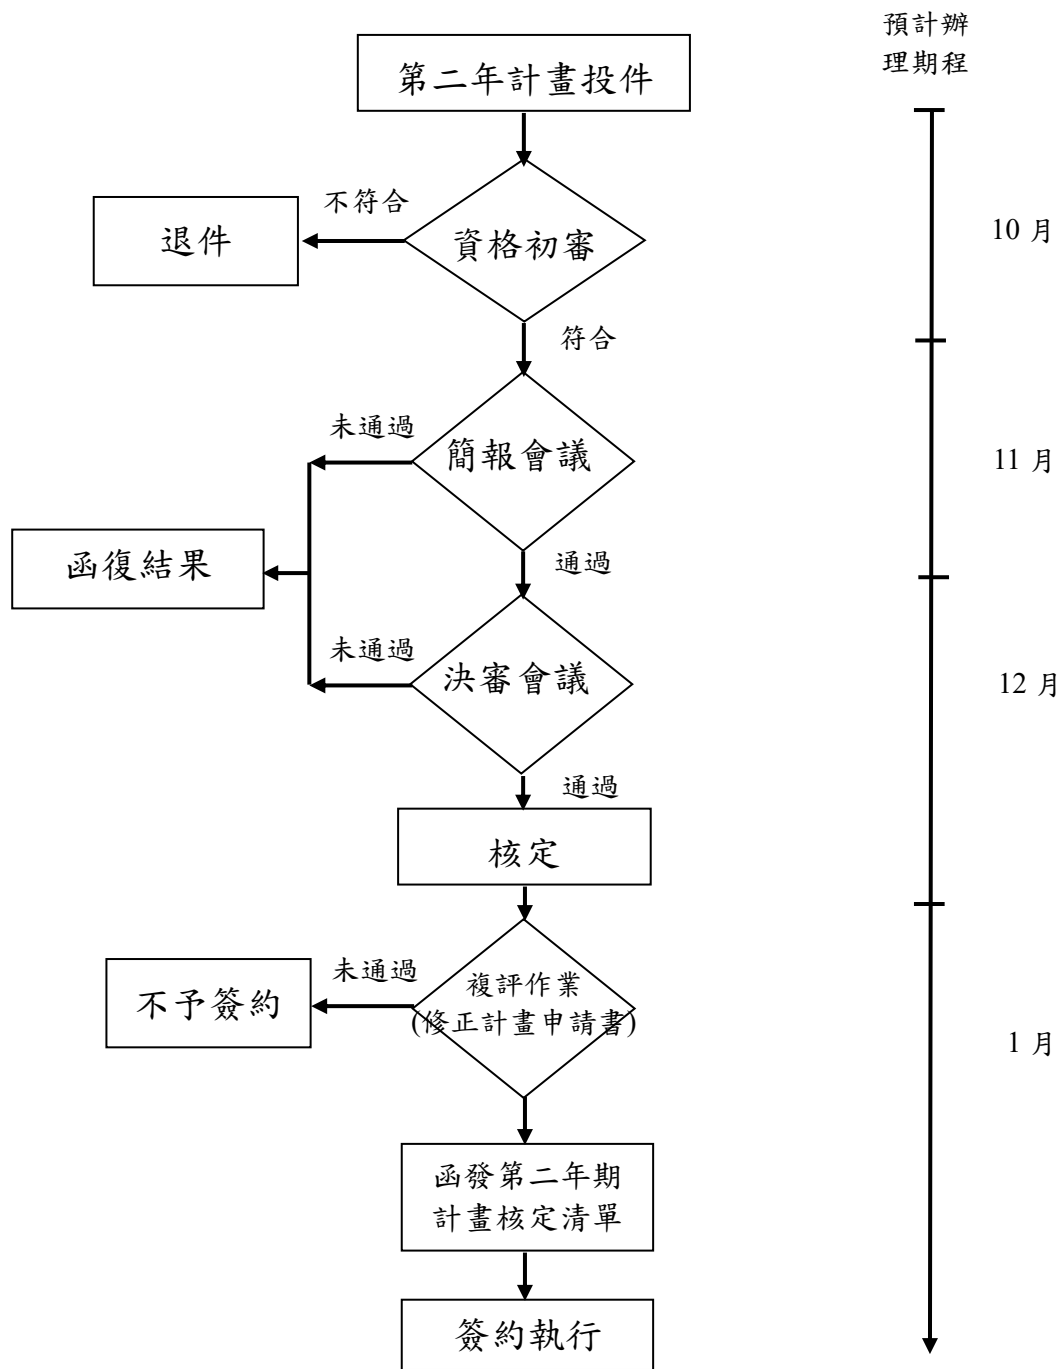 預計辦
理期程
第二年計畫投件
不符合
退件
資格初審
10 月
符合
未通過
簡報會議
11 月
函復結果
通過
未通過
決審會議
12 月
通過
核定
未通過
不予簽約
複評作業
(修正計畫申請書)
1 月
函發第二年期
計畫核定清單
簽約執行